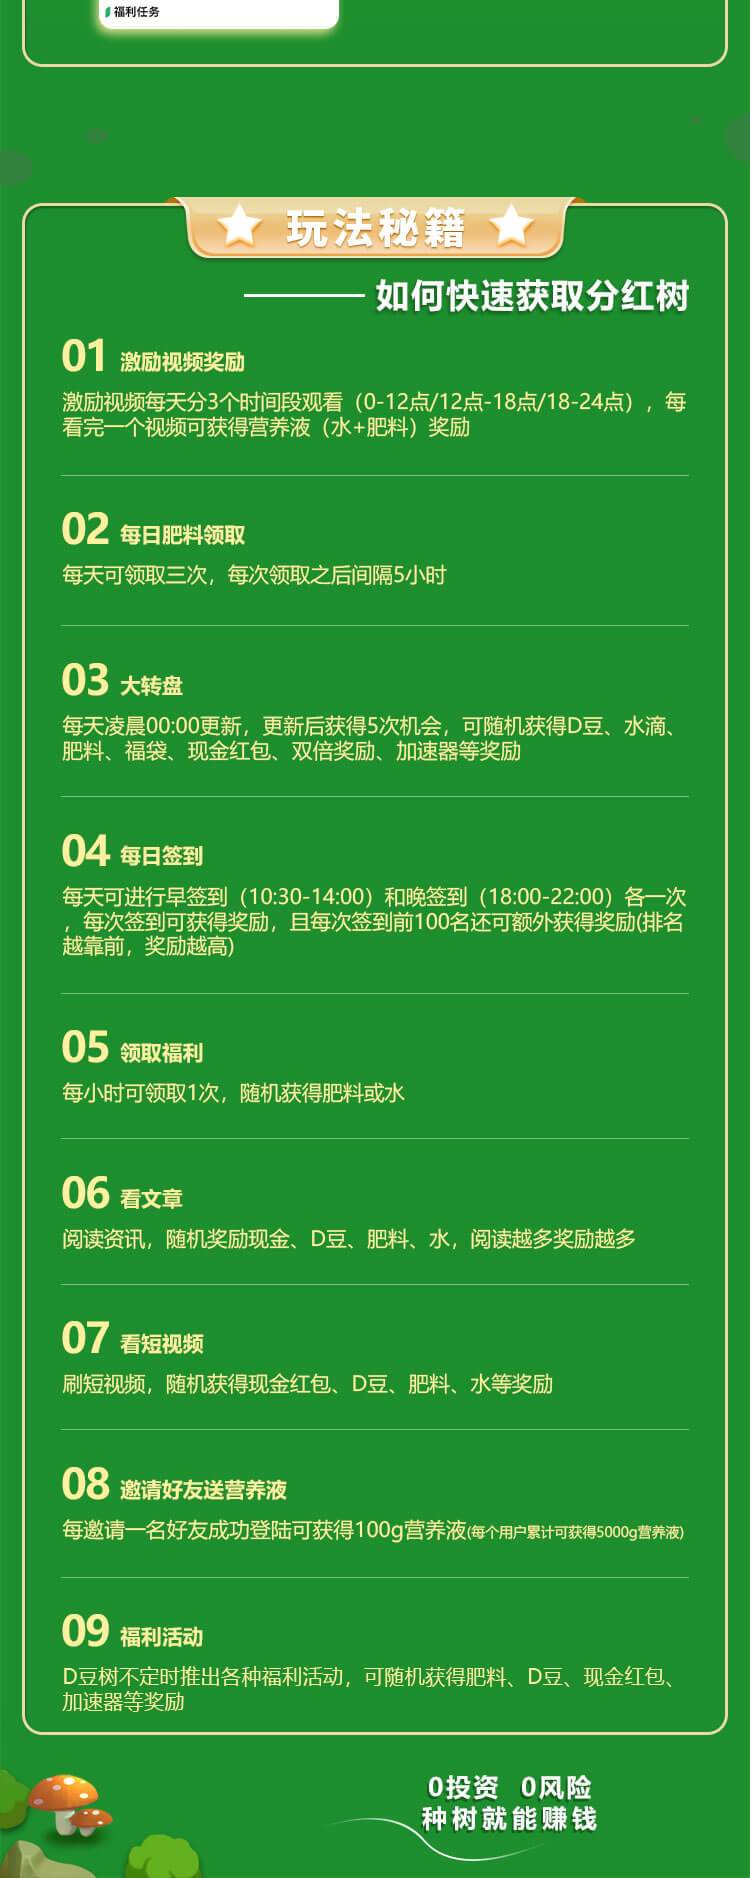 福利任务
玩法秘籍
如何快速获取分红树
01 激励视频奖励
激励视频每天分3个时间段观看（0-12点/12点-18点/18-24点），每
看完一个视频可获得营养液（水+肥料）奖励
02 每日肥料领取
每天可领取三次，每次领取之后间隔5小时
03 大转盘
每天凌晨00:00更新，更新后获得5次机会，可随机获得D豆、水滴、
肥料、福袋、现金红包、双倍奖励、加速器等奖励
04 每日签到
每天可进行早签到（10:30-14:00）和晚签到（18:00-22:00）各一次
，每次签到可获得奖励，且每次签到前100名还可额外获得奖励(排名
越靠前，奖励越高)
05 领取福利
每小时可领取1次，随机获得肥料或水
06 看文章
阅读资讯，随机奖励现金、D豆、肥料、水，阅读越多奖励越多
07 看短视频
刷短视频，随机获得现金红包、D豆、肥料、水等奖励
08 邀请好友送营养液
每邀请一名好友成功登陆可获得100g营养液(每个用户累计可获得5000g营养液)
09 福利活动
D豆树不定时推出各种福利活动，可随机获得肥料、D豆、现金红包、
加速器等奖励
0投资 0风险
种树就能赚钱